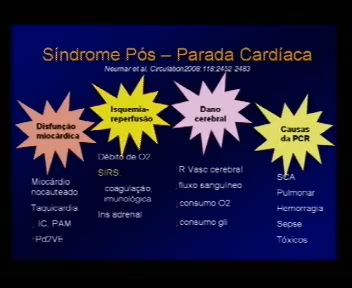 Síndrome Pós – Parada Cardíaca
Neumar et al. Circulation2008:118:2452-2483
Disfunção
miocárdica
Isquemia-
reperfusão
Dano
cerebral
Causas
da PCR
Miocárdio
nocauteado
Taquicardia
↓ IC, PAM
↑Pd2VE
Débito de O2
SIRS:
coagulação,
imunológica
Ins adrenal
R Vasc cerebral
fluxo sanguíneo
↓consumo O2
↓consumo gli
SCA
Pulmonar
Hemorragia
Sepse
Tóxicos